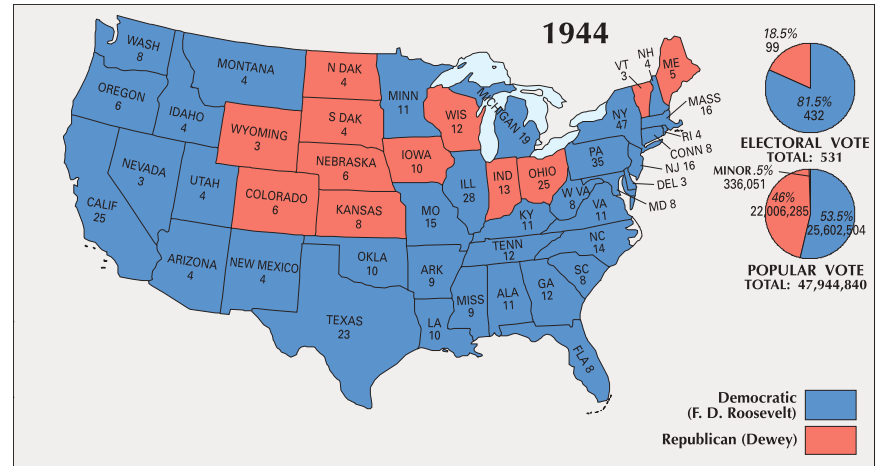 1944
WASH
8
OREGON
6
CALIF
25
NEVADA
3
IDAHO
4
MONTANA
4
WYOMING
3
UTAH
4
ARIZONA
4
COLORADO
6
NEW MEXICO
4
N DAK
4
S DAK
4
NEBRASKA
6
KANSAS
8
OKLA
10
TEXAS
23
MINN
11
IOWA
10
MO
15
ARK
9
LA
10
WIS
12
ILL
28
MICHIGAN 19
IND
13
OHIO
25
KY
11
TENN
12
MISS
9
ALA
11
GA
12
FLA 8
SC
8
NC
14
VA
11
W VA
8
PA
35
NY
47
VT
3
NH
4
ME
5
MASS
16
RI 4
CONN 8
NJ 16
DEL 3
MD 8
18.5%
99
81.5%
432
ELECTORAL VOTE
TOTAL: 531
MINOR .5%
336,051
46%
22,006,285
53.5%
25,602,504
POPULAR VOTE
TOTAL: 47,944,840
Democratic
(F. D. Roosevelt)
Republican (Dewey)